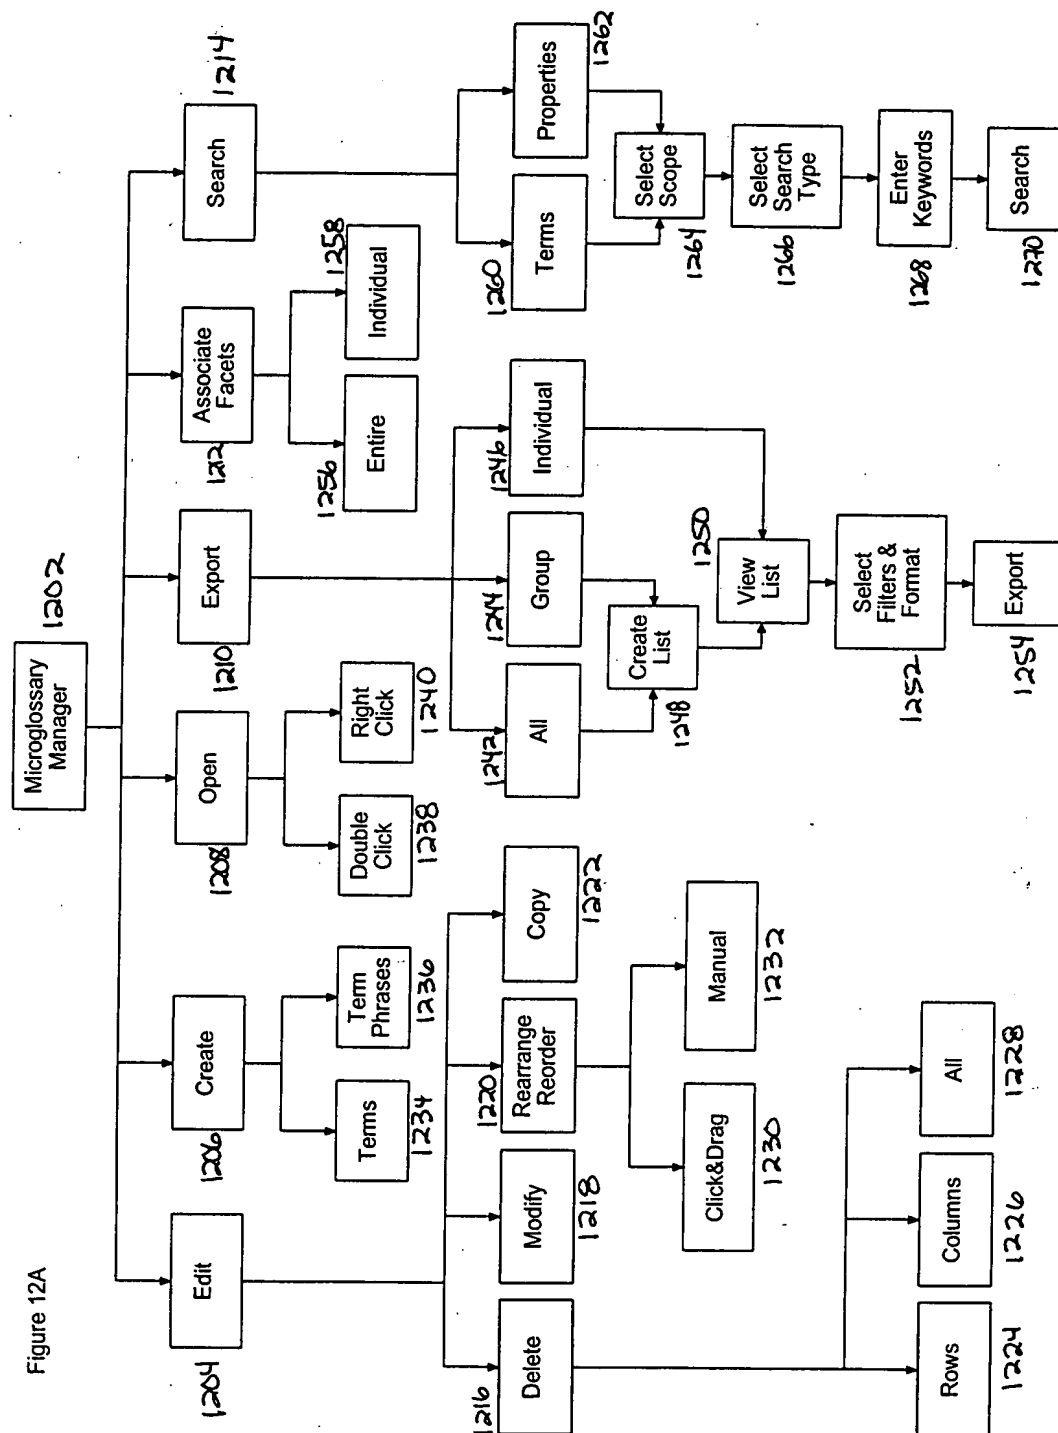 Figure 12A
Microglossary
Manager
1202
Edit
1204
Create
1206
Open
1208
Export
1210
Associate
Facets
1212
Search
1214
Delete
1216
Modify
1218
Rearrange
Reorder
1220
Copy
1222
Rows
1224
Columns
1226
All
1228
Click&Drag
1230
Manual
1232
Terms
1234
Term
Phrases
1236
Double
Click
1238
Right
Click
1240
All
1242
Group
1244
Individual
1246
Create
List
1248
View
List
1250
Select
Filters &
Format
1252
Export
1254
Entire
1256
Individual
1258
Terms
1260
Properties
1262
Select
Scope
1264
Select
Search
Type
1266
Enter
Keywords
1268
Search
1270